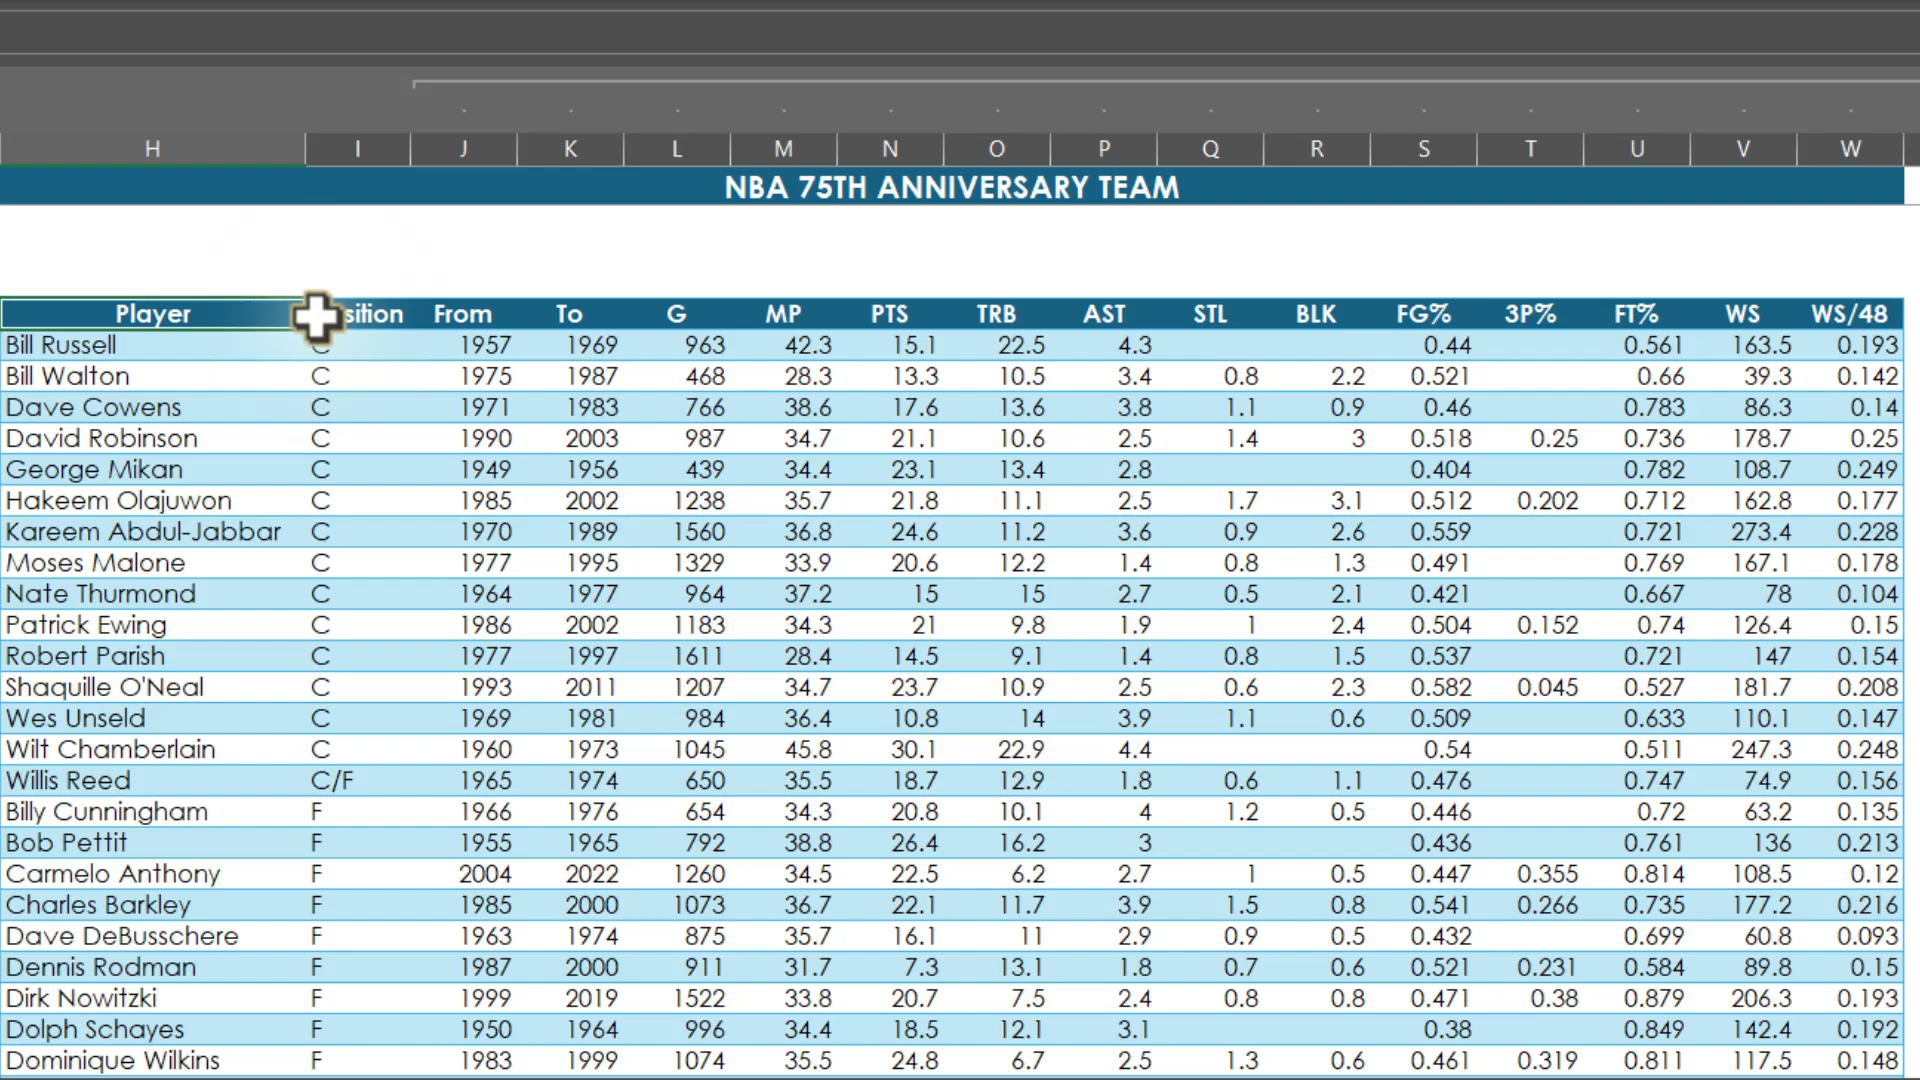 H I J K L M N O P Q R S T U V W
NBA 75TH ANNIVERSARY TEAM
Player sition From To G MP PTS TRB AST STL BLK FG% 3P% FT% WS WS/48
Bill Russell C 1957 1969 963 42.3 15.1 22.5 4.3 0.44 0.561 163.5 0.193
Bill Walton C 1975 1987 468 28.3 13.3 10.5 3.4 0.8 2.2 0.521 0.66 39.3 0.142
Dave Cowens C 1971 1983 766 38.6 17.6 13.6 3.8 1.1 0.9 0.46 0.783 86.3 0.14
David Robinson C 1990 2003 987 34.7 21.1 10.6 2.5 1.4 3 0.518 0.25 0.736 178.7 0.25
George Mikan C 1949 1956 439 34.4 23.1 13.4 2.8 0.404 0.782 108.7 0.249
Hakeem Olajuwon C 1985 2002 1238 35.7 21.8 11.1 2.5 1.7 3.1 0.512 0.202 0.712 162.8 0.177
Kareem Abdul-Jabbar C 1970 1989 1560 36.8 24.6 11.2 3.6 0.9 2.6 0.559 0.721 273.4 0.228
Moses Malone C 1977 1995 1329 33.9 20.6 12.2 1.4 0.8 1.3 0.491 0.769 167.1 0.178
Nate Thurmond C 1964 1977 964 37.2 15 15 2.7 0.5 2.1 0.421 0.667 78 0.104
Patrick Ewing C 1986 2002 1183 34.3 21 9.8 1.9 1 2.4 0.504 0.152 0.74 126.4 0.15
Robert Parish C 1977 1997 1611 28.4 14.5 9.1 1.4 0.8 1.5 0.537 0.721 147 0.154
Shaquille O'Neal C 1993 2011 1207 34.7 23.7 10.9 2.5 0.6 2.3 0.582 0.045 0.527 181.7 0.208
Wes Unseld C 1969 1981 984 36.4 10.8 14 3.9 1.1 0.6 0.509 0.633 110.1 0.147
Wilt Chamberlain C 1960 1973 1045 45.8 30.1 22.9 4.4 0.54 0.511 247.3 0.248
Willis Reed C/F 1965 1974 650 35.5 18.7 12.9 1.8 0.6 1.1 0.476 0.747 74.9 0.156
Billy Cunningham F 1966 1976 654 34.3 20.8 10.1 4 1.2 0.5 0.446 0.72 63.2 0.135
Bob Pettit F 1955 1965 792 38.8 26.4 16.2 3 0.436 0.761 136 0.213
Carmelo Anthony F 2004 2022 1260 34.5 22.5 6.2 2.7 1 0.5 0.447 0.355 0.814 108.5 0.12
Charles Barkley F 1985 2000 1073 36.7 22.1 11.7 3.9 1.5 0.8 0.541 0.266 0.735 177.2 0.216
Dave DeBusschere F 1963 1974 875 35.7 16.1 11 2.9 0.9 0.5 0.432 0.699 60.8 0.093
Dennis Rodman F 1987 2000 911 31.7 7.3 13.1 1.8 0.7 0.6 0.521 0.231 0.584 89.8 0.15
Dirk Nowitzki F 1999 2019 1522 33.8 20.7 7.5 2.4 0.8 0.8 0.471 0.38 0.879 206.3 0.193
Dolph Schayes F 1950 1964 996 34.4 18.5 12.1 3.1 0.38 0.849 142.4 0.192
Dominique Wilkins F 1983 1999 1074 35.5 24.8 6.7 2.5 1.3 0.6 0.461 0.319 0.811 117.5 0.148